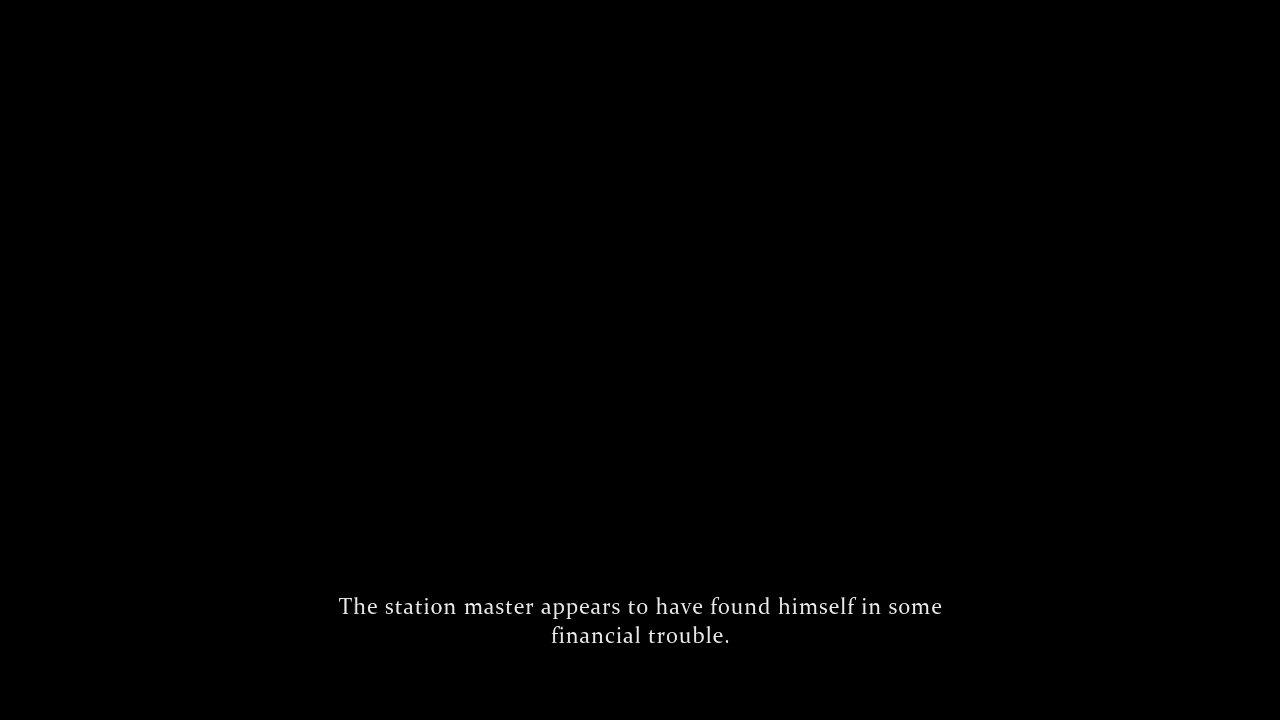 The station master appears to have found himself in some
financial trouble.